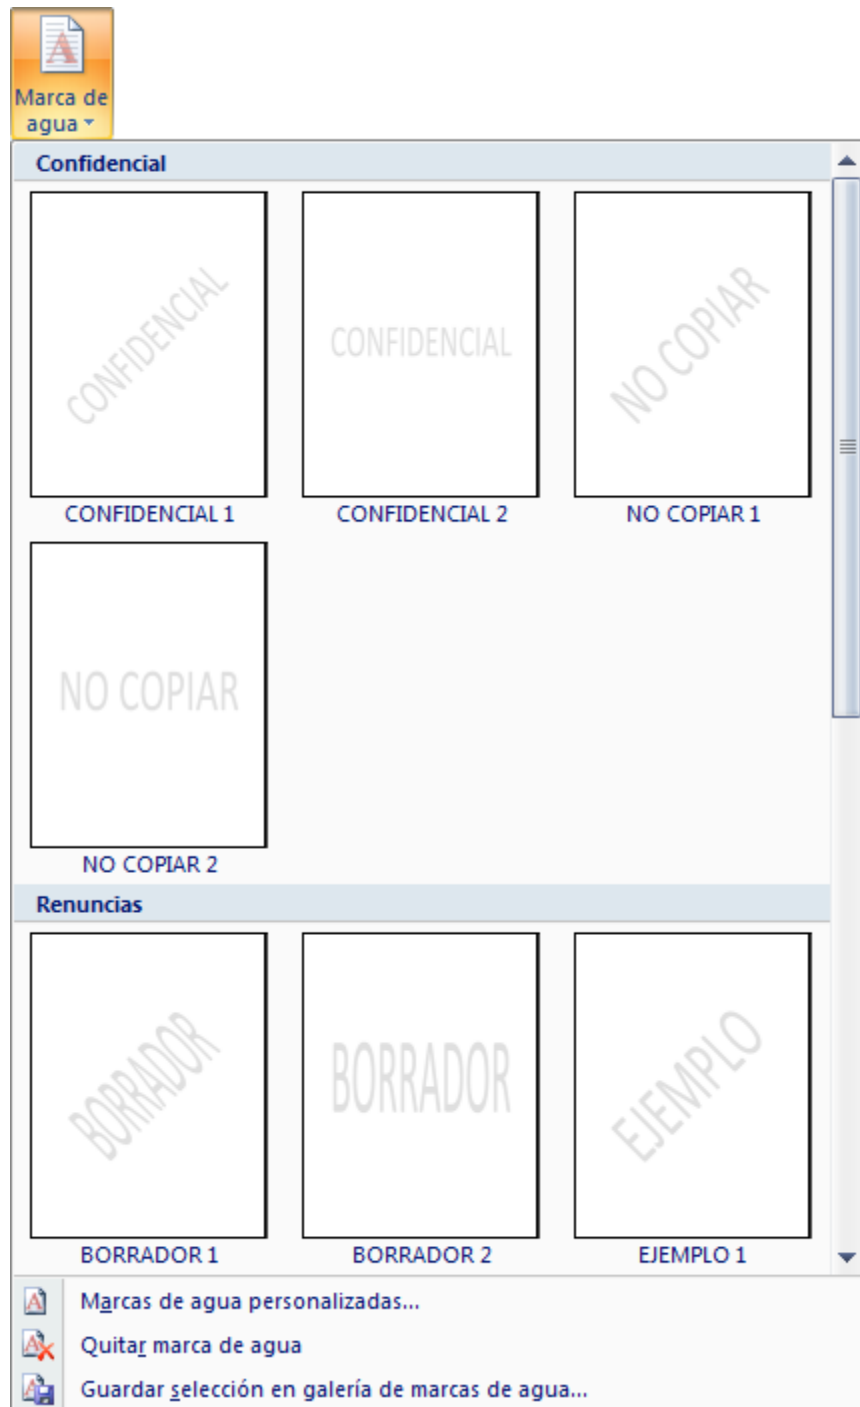 Marca de
agua
Confidencial
CONFIDENCIAL
CONFIDENCIAL
NO COPIAR
CONFIDENCIAL 1
CONFIDENCIAL 2
NO COPIAR 1
NO COPIAR
NO COPIAR 2
Renuncias
BORRADOR
BORRADOR
EJEMPLO
BORRADOR 1
BORRADOR 2
EJEMPLO 1
Marcas de agua personalizadas...
Quitar marca de agua
Guardar selección en galería de marcas de agua...